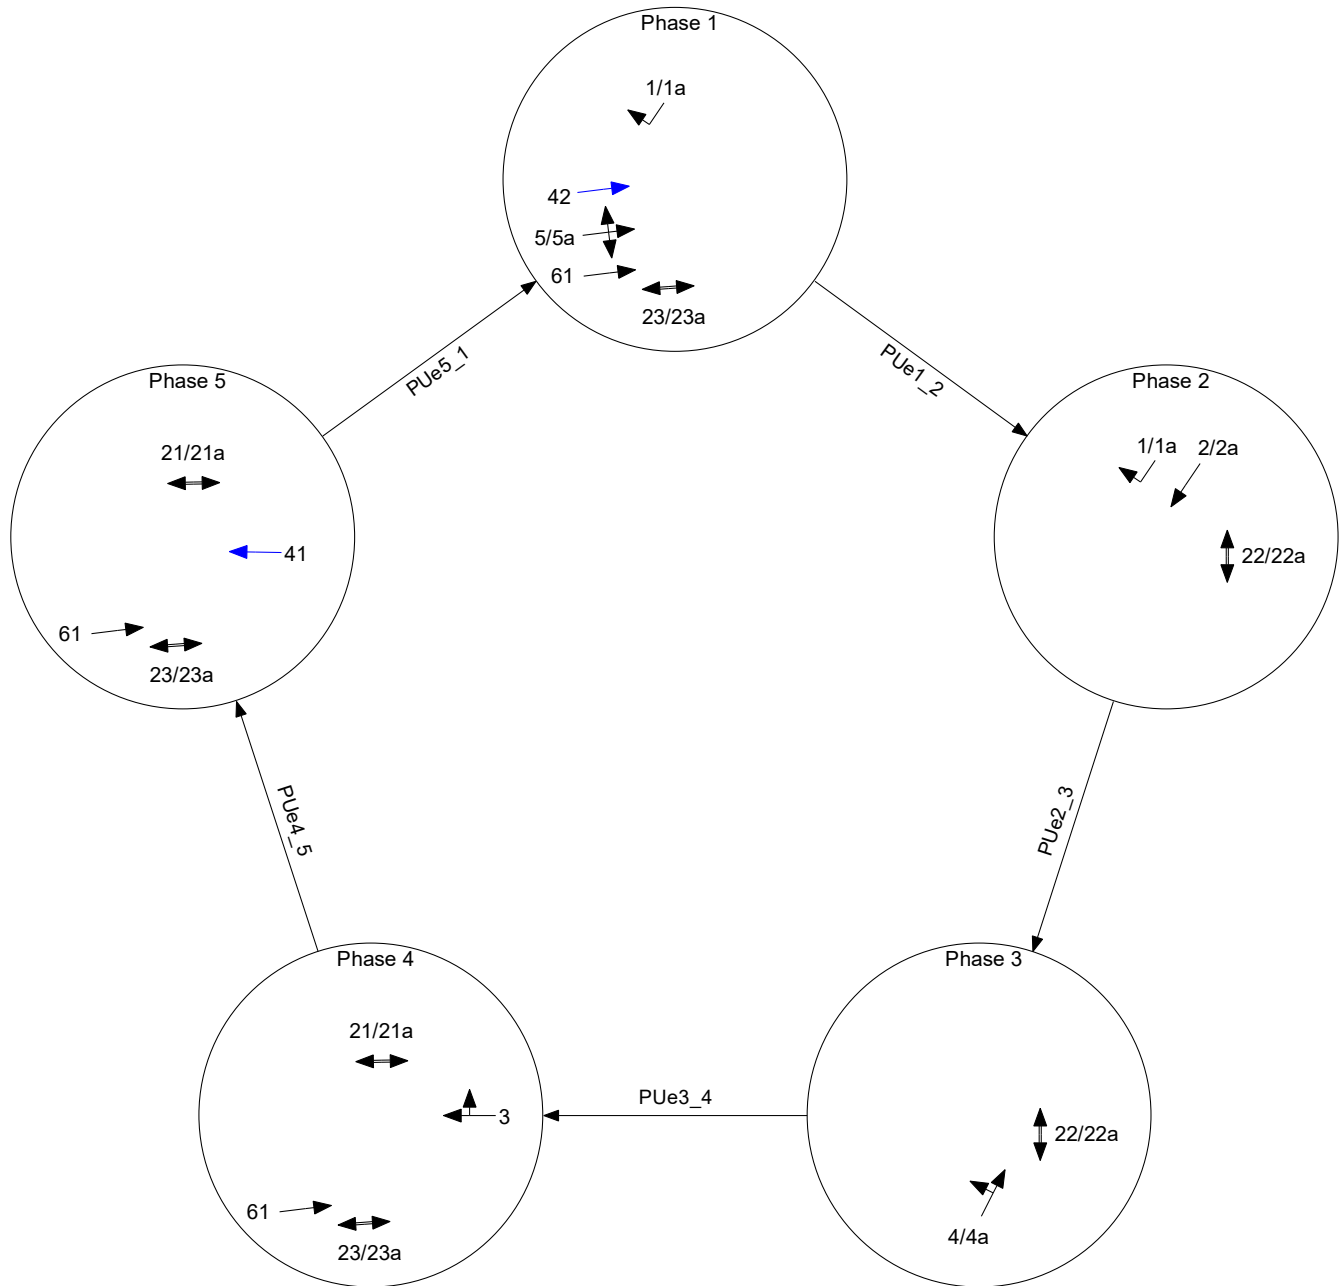 Phase 1
1/1a
42
5/5a
61
23/23a
PUe5_1
PUe1_2
Phase 5
21/21a
41
61
23/23a
Phase 2
1/1a
2/2a
22/22a
PUe4_5
PUe2_3
Phase 4
21/21a
3
61
23/23a
PUe3_4
Phase 3
22/22a
4/4a